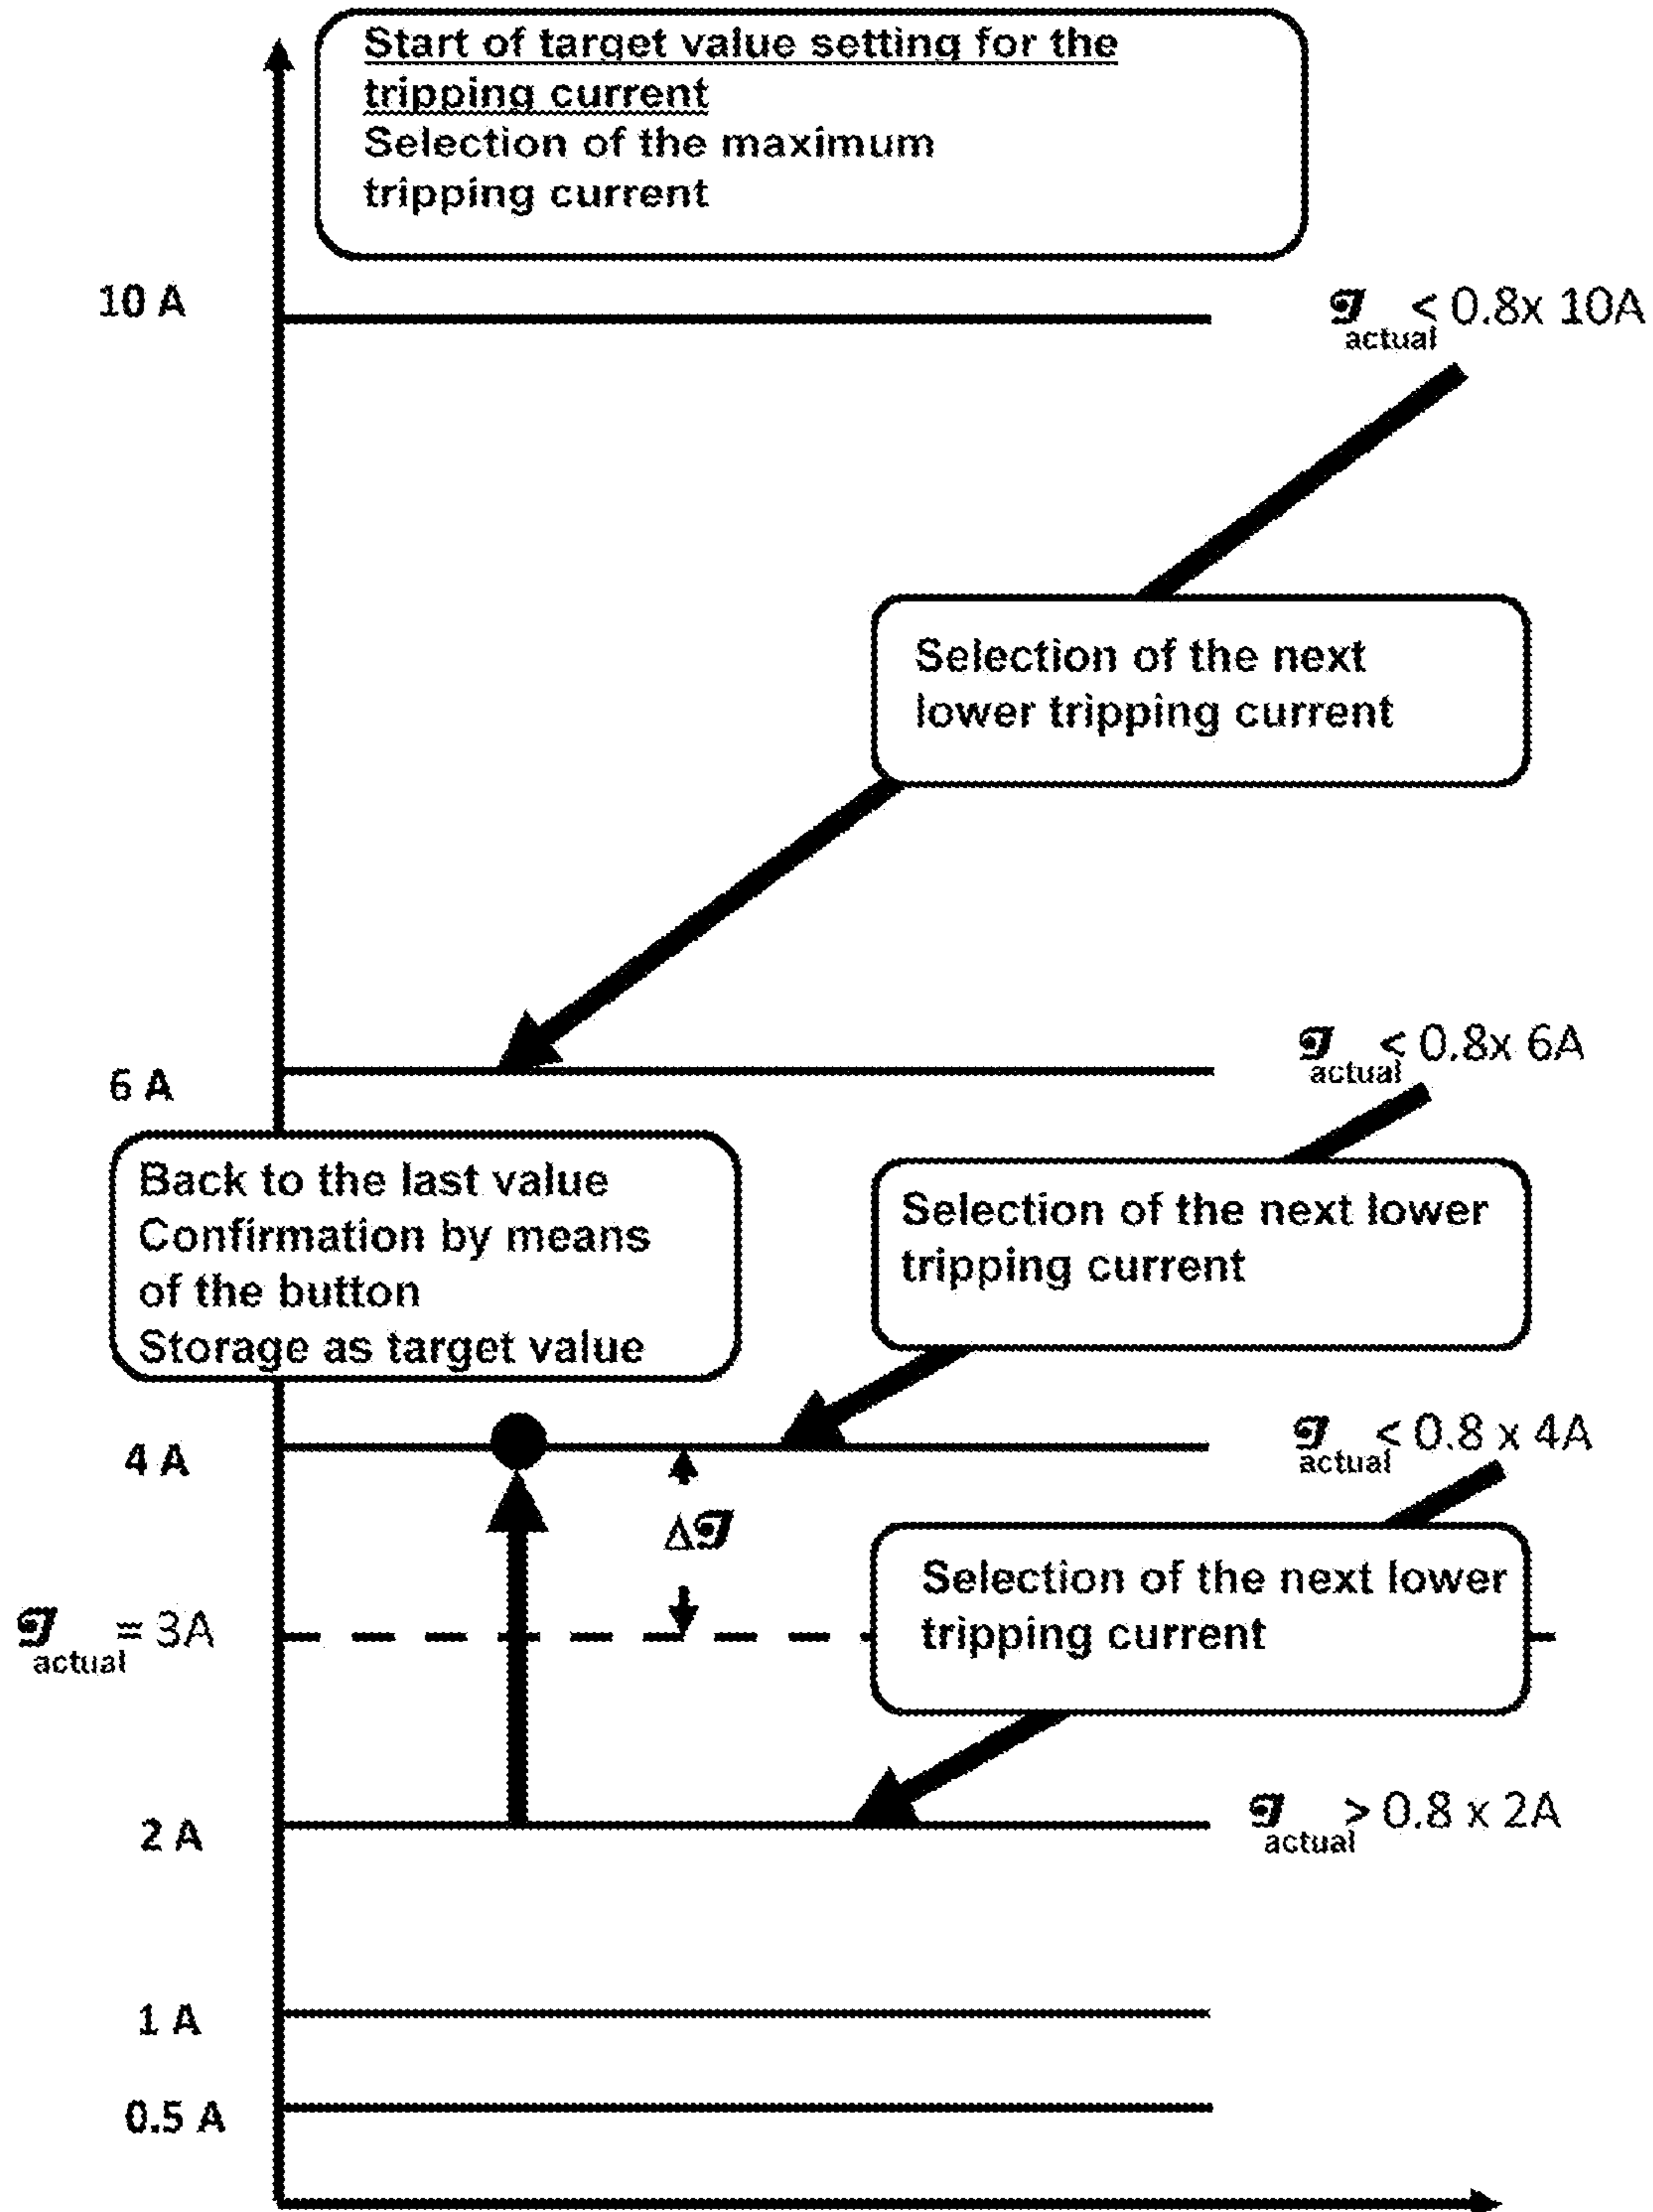 Start of target value setting for the
tripping current
Selection of the maximum
tripping current
10 A
ℐactual < 0.8x 10A
Selection of the next
lower tripping current
6 A
ℐactual < 0.8x 6A
Back to the last value
Confirmation by means
of the button
Storage as target value
Selection of the next lower
tripping current
4 A
ℐactual < 0.8 x 4A
Δℐ
Selection of the next lower
tripping current
ℐactual = 3A
2 A
ℐactual > 0.8 x 2A
1 A
0.5 A